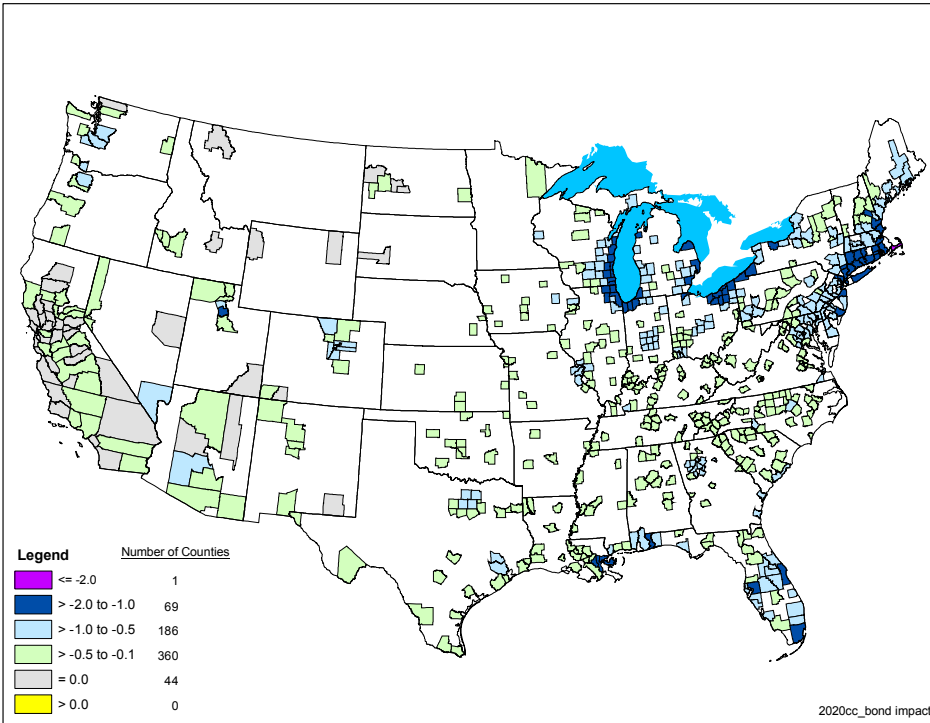 Legend
Number of Counties
<= -2.0 1
> -2.0 to -1.0 69
> -1.0 to -0.5 186
> -0.5 to -0.1 360
= 0.0 44
> 0.0 0
2020cc_bond impact